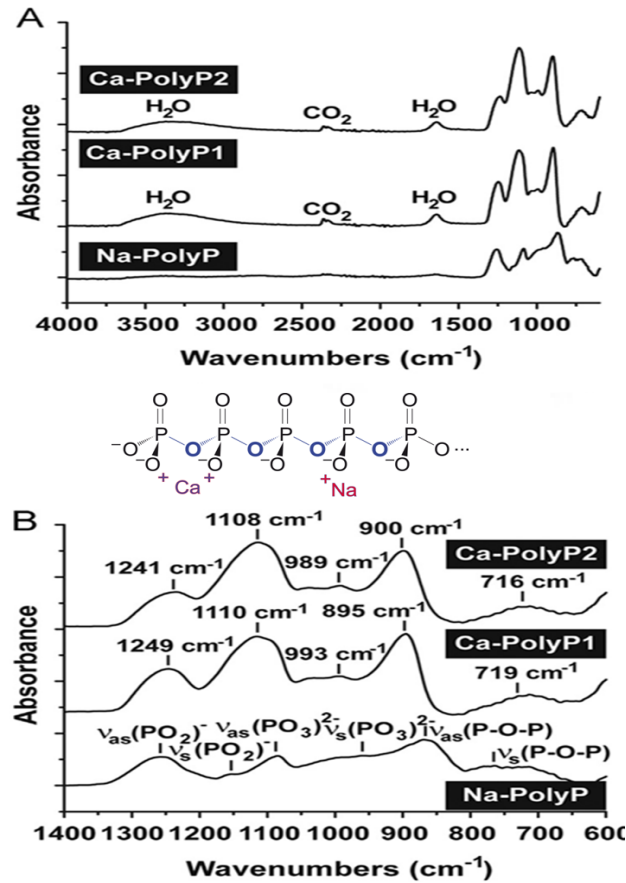 A
Absorbance
Ca-PolyP2
H₂O
CO₂
H₂O
Ca-PolyP1
H₂O
CO₂
H₂O
Na-PolyP
4000 3500 3000 2500 2000 1500 1000
Wavenumbers (cm⁻¹)
O O O O O
P P P P P
⁻O O O O O O ...
⁻O ⁻O ⁻O ⁻O ⁻O
+ Ca + + Na
B
Absorbance
1108 cm⁻¹
900 cm⁻¹
1241 cm⁻¹
989 cm⁻¹
Ca-PolyP2
716 cm⁻¹
1110 cm⁻¹
895 cm⁻¹
1249 cm⁻¹
993 cm⁻¹
Ca-PolyP1
719 cm⁻¹
νas(PO₂)⁻
νs(PO₂)⁻
νas(PO₃)²⁻
νs(PO₃)²⁻
νas(P-O-P)
νs(P-O-P)
Na-PolyP
1400 1300 1200 1100 1000 900 800 700 600
Wavenumbers (cm⁻¹)